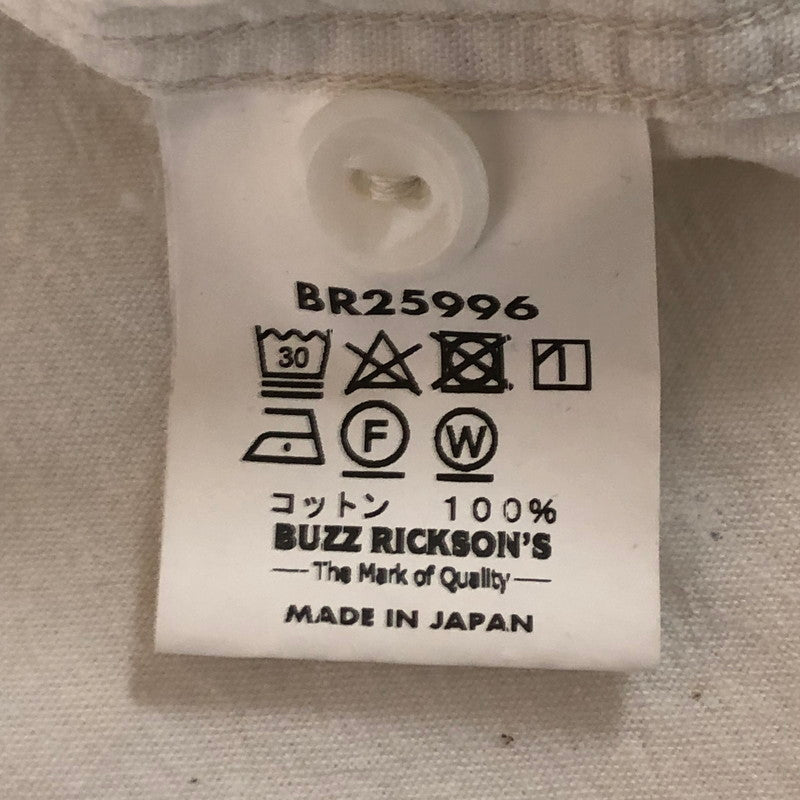 BR25996
30
F W
コットン 100%
BUZZ RICKSON'S
The Mark of Quality
MADE IN JAPAN